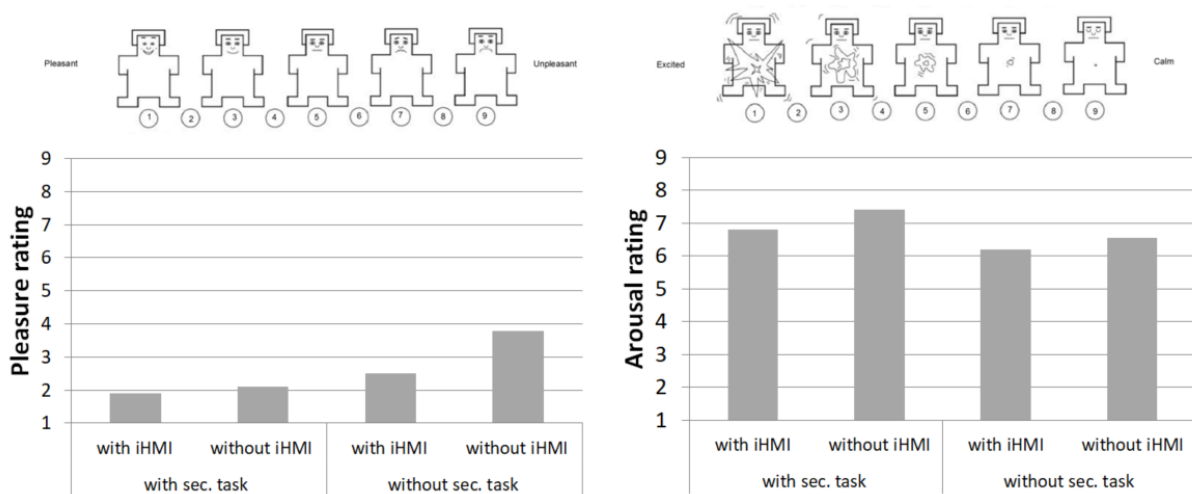 Pleasant
Unpleasant
1 2 3 4 5 6 7 8 9
Pleasure rating
9
8
7
6
5
4
3
2
1
with iHMI without iHMI with iHMI without iHMI
with sec. task without sec. task
Excited
Calm
1 2 3 4 5 6 7 8 9
Arousal rating
9
8
7
6
5
4
3
2
1
with iHMI without iHMI with iHMI without iHMI
with sec. task without sec. task